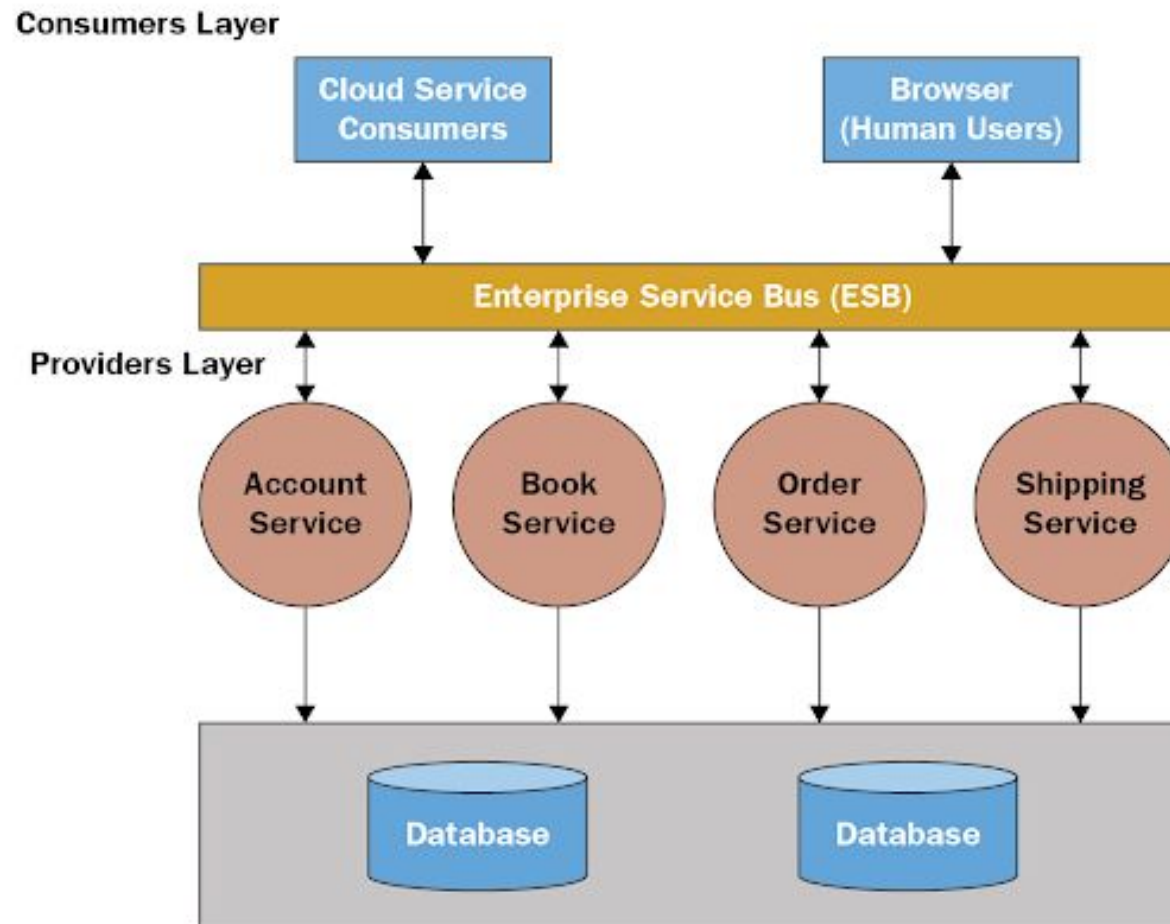 Consumers Layer
Cloud Service
Consumers
Browser
(Human Users)
Enterprise Service Bus (ESB)
Providers Layer
Account
Service
Book
Service
Order
Service
Shipping
Service
Database
Database